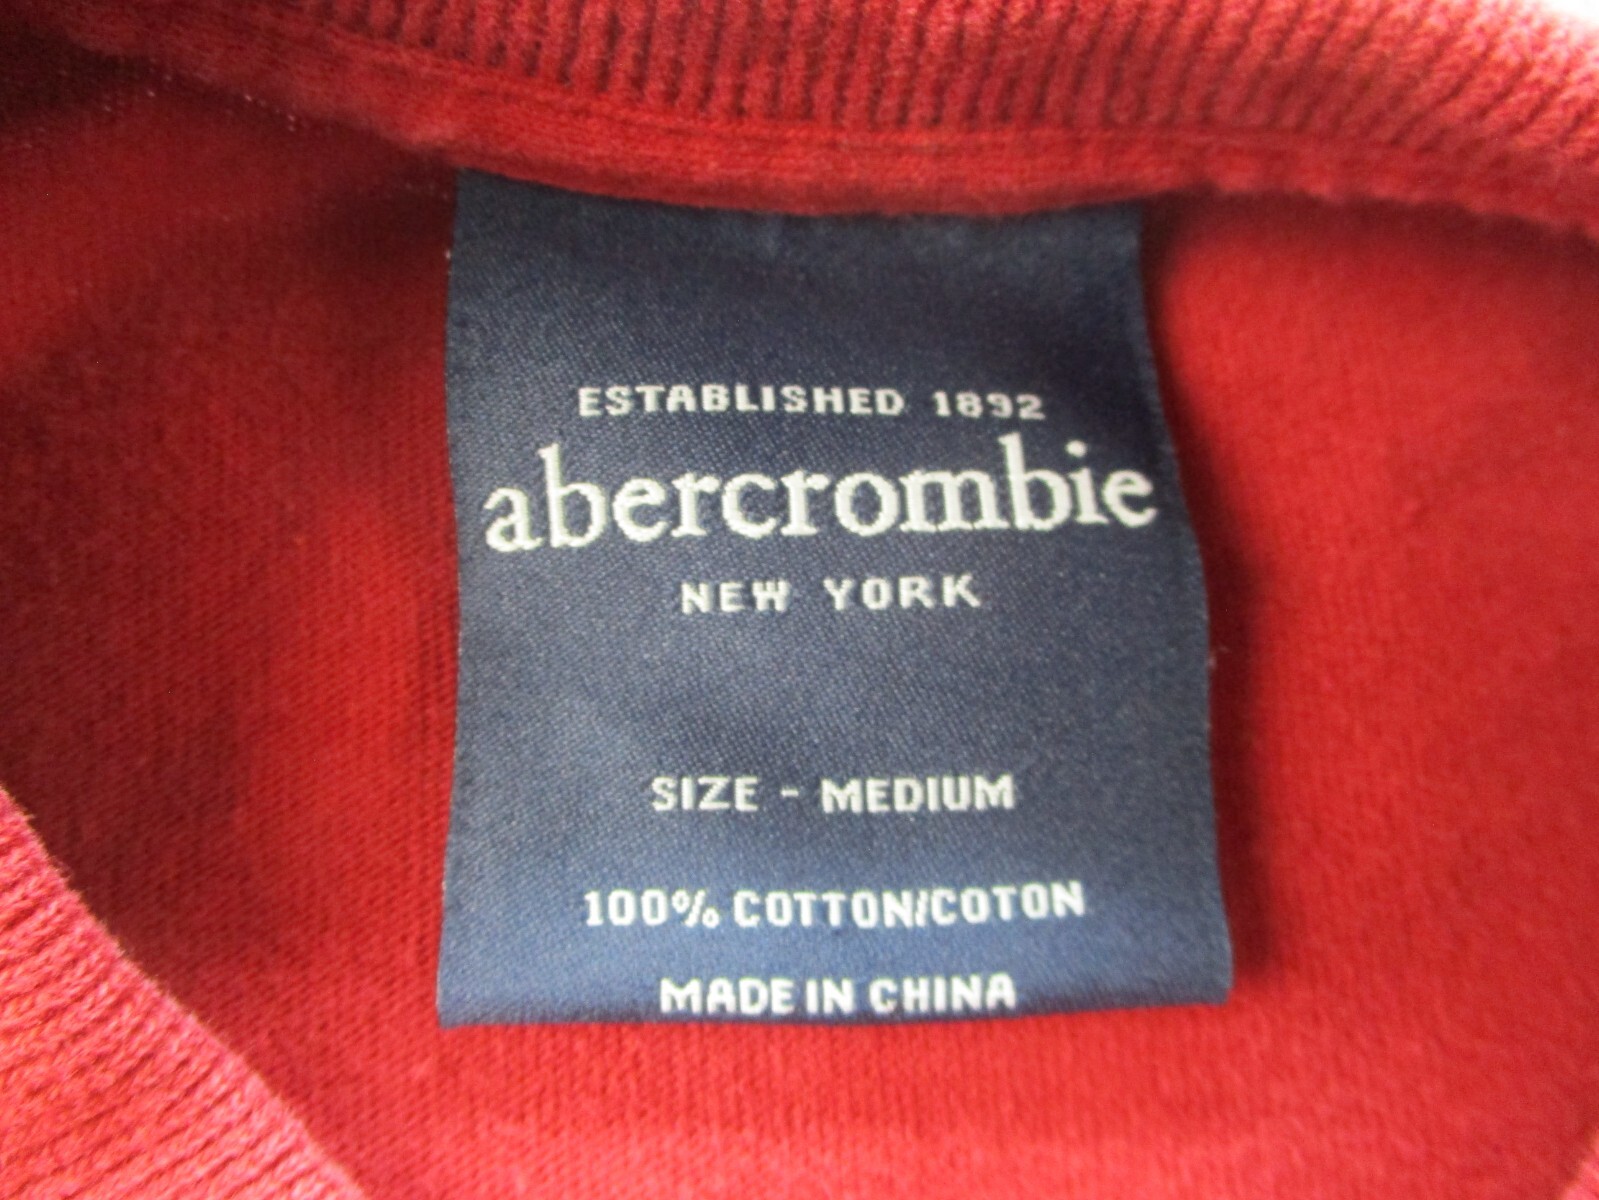 ESTABLISHED 1892
abercrombie
NEW YORK
SIZE - MEDIUM
100% COTTON/COTON
MADE IN CHINA